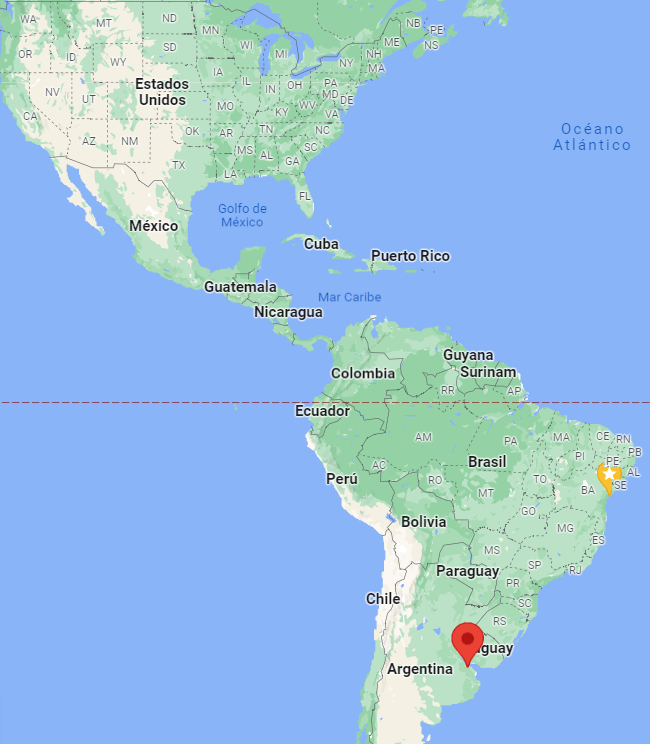 WA
MT
ND
MN
NB
PE
NS
OR
ID
WY
SD
WI
MI
ME
NH
NY
MA
Estados
Unidos
NV
UT
IA
IL
IN
OH
PA
MD
DE
CA
MO
KY
WV
VA
AZ
NM
OK
AR
TN
NC
MS
AL
GA
SC
TX
LA
FL
Océano
Atlántico
Golfo de
México
México
Cuba
Puerto Rico
Guatemala
Mar Caribe
Nicaragua
Guyana
Surinam
Colombia
RR
AP
Ecuador
AM
PA
MA
CE
RN
PB
PI
PE
AL
SE
AC
Brasil
Perú
RO
TO
MT
BA
Bolivia
GO
MG
ES
MS
Paraguay
SP
RJ
PR
Chile
SC
RS
guay
Argentina